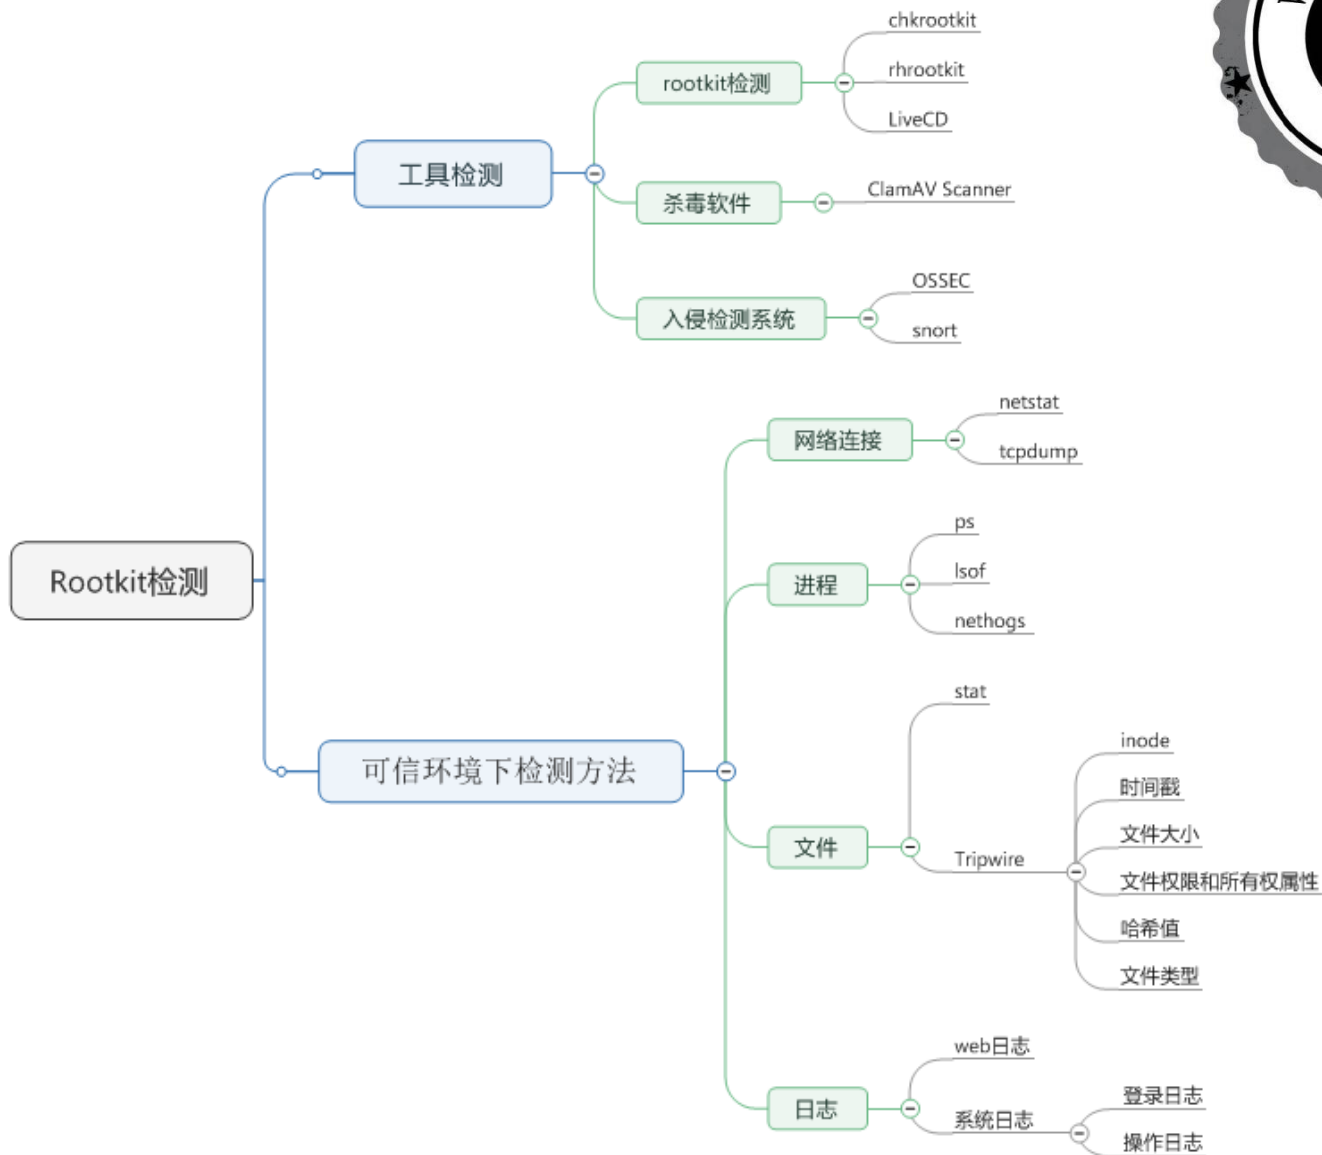 Rootkit检测
工具检测
rootkit检测
chkrootkit
rhrootkit
LiveCD
杀毒软件
ClamAV Scanner
入侵检测系统
OSSEC
snort
可信环境下检测方法
网络连接
netstat
tcpdump
进程
ps
lsof
nethogs
文件
stat
Tripwire
inode
时间戳
文件大小
文件权限和所有权属性
哈希值
文件类型
日志
web日志
系统日志
登录日志
操作日志